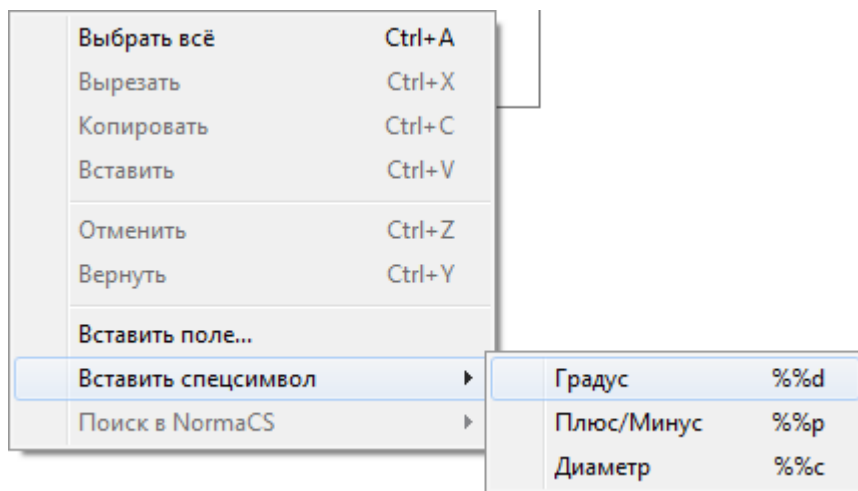 Выбрать всё Ctrl+A
Вырезать Ctrl+X
Копировать Ctrl+C
Вставить Ctrl+V
Отменить Ctrl+Z
Вернуть Ctrl+Y
Вставить поле...
Вставить спецсимвол
Поиск в NormaCS
Градус %%d
Плюс/Минус %%p
Диаметр %%c